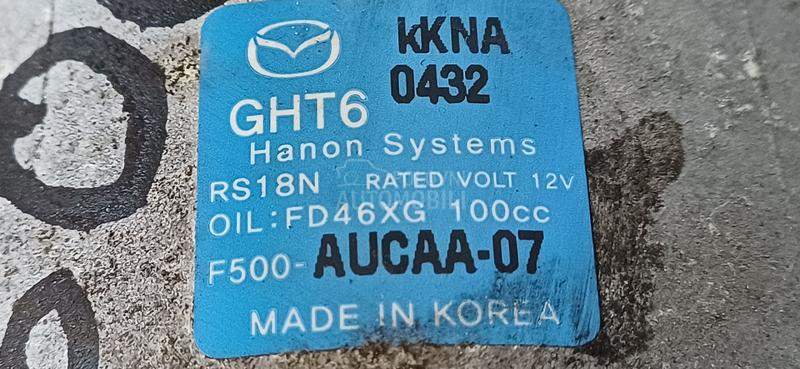 kKNA
0432
GHT6
Hanon Systems
RS18N RATED VOLT 12V
OIL:FD46XG 100cc
F500-AUCAA-07
MADE IN KOREA